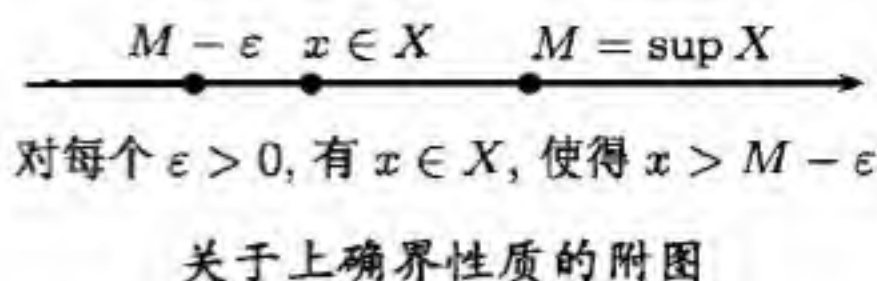 M − ε x ∈ X M = sup X
对每个 ε > 0, 有 x ∈ X, 使得 x > M − ε
关于上确界性质的附图